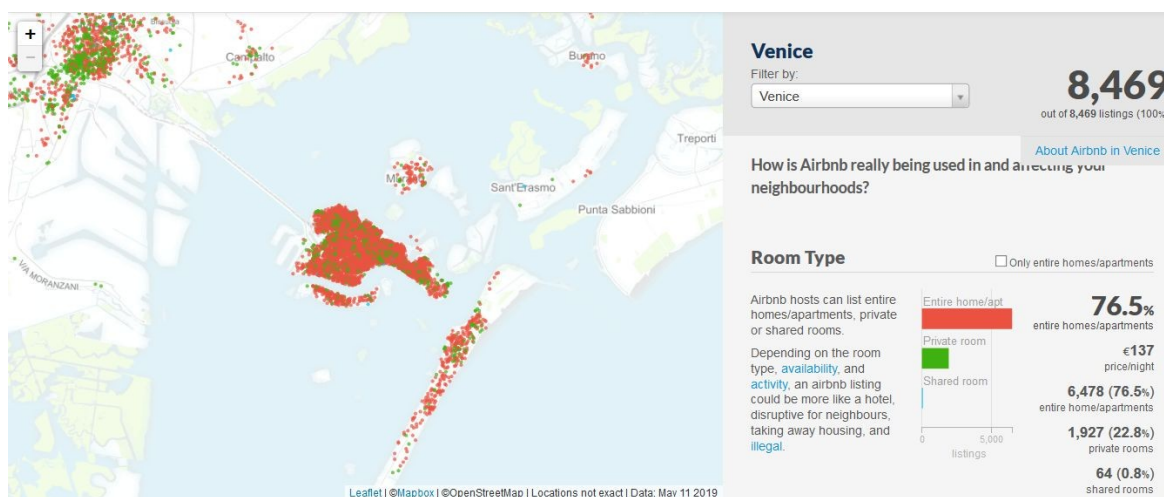 +
−
Campalto
Burano
Treporti
Sant'Erasmo
Punta Sabbioni
VIA MORANZANI
Leaflet | ©Mapbox | ©OpenStreetMap | Locations not exact | Data: May 11 2019
Venice
Filter by:
Venice
8,469
out of 8,469 listings (100%
About Airbnb in Venice
How is Airbnb really being used in and affecting your
neighbourhoods?
Room Type
Only entire homes/apartments
Airbnb hosts can list entire
homes/apartments, private
or shared rooms.
Depending on the room
type, availability, and
activity, an airbnb listing
could be more like a hotel,
disruptive for neighbours,
taking away housing, and
illegal.
Entire home/apt
Private room
Shared room
0 5,000
listings
76.5%
entire homes/apartments
€137
price/night
6,478 (76.5%)
entire home/apartments
1,927 (22.8%)
private rooms
64 (0.8%)
shared rooms